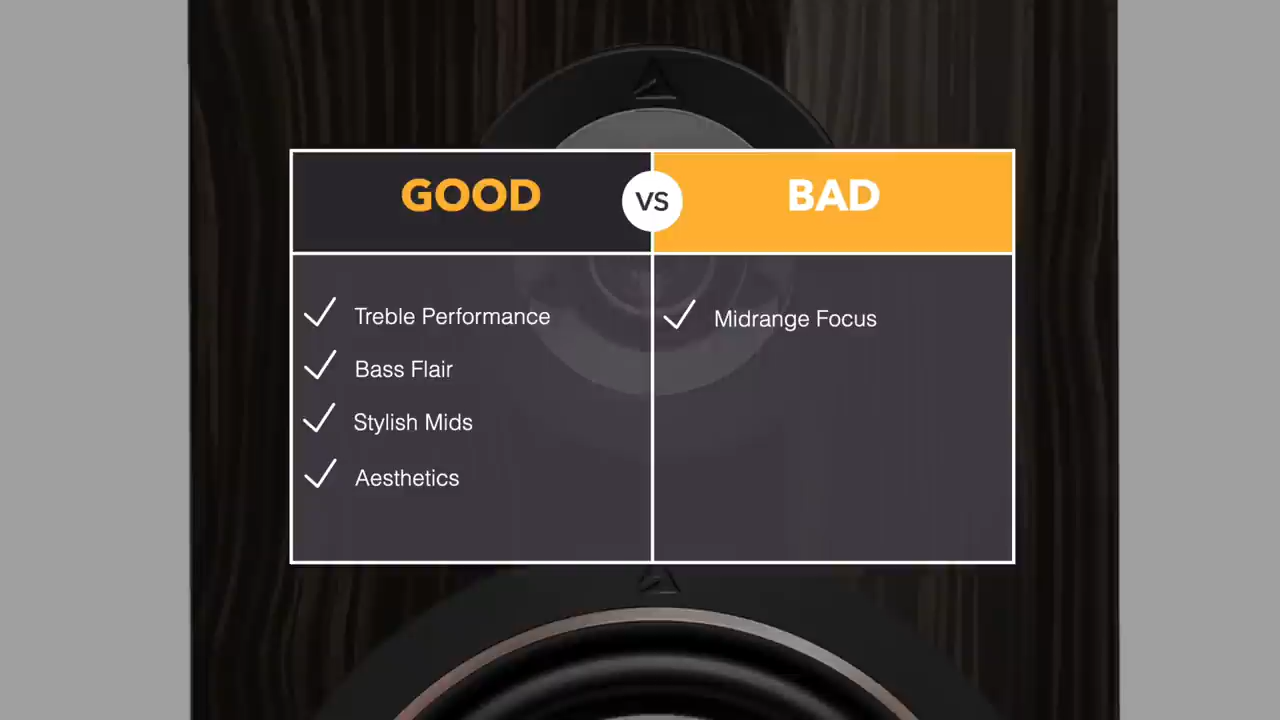 GOOD VS BAD
Treble Performance
Bass Flair
Stylish Mids
Aesthetics
Midrange Focus